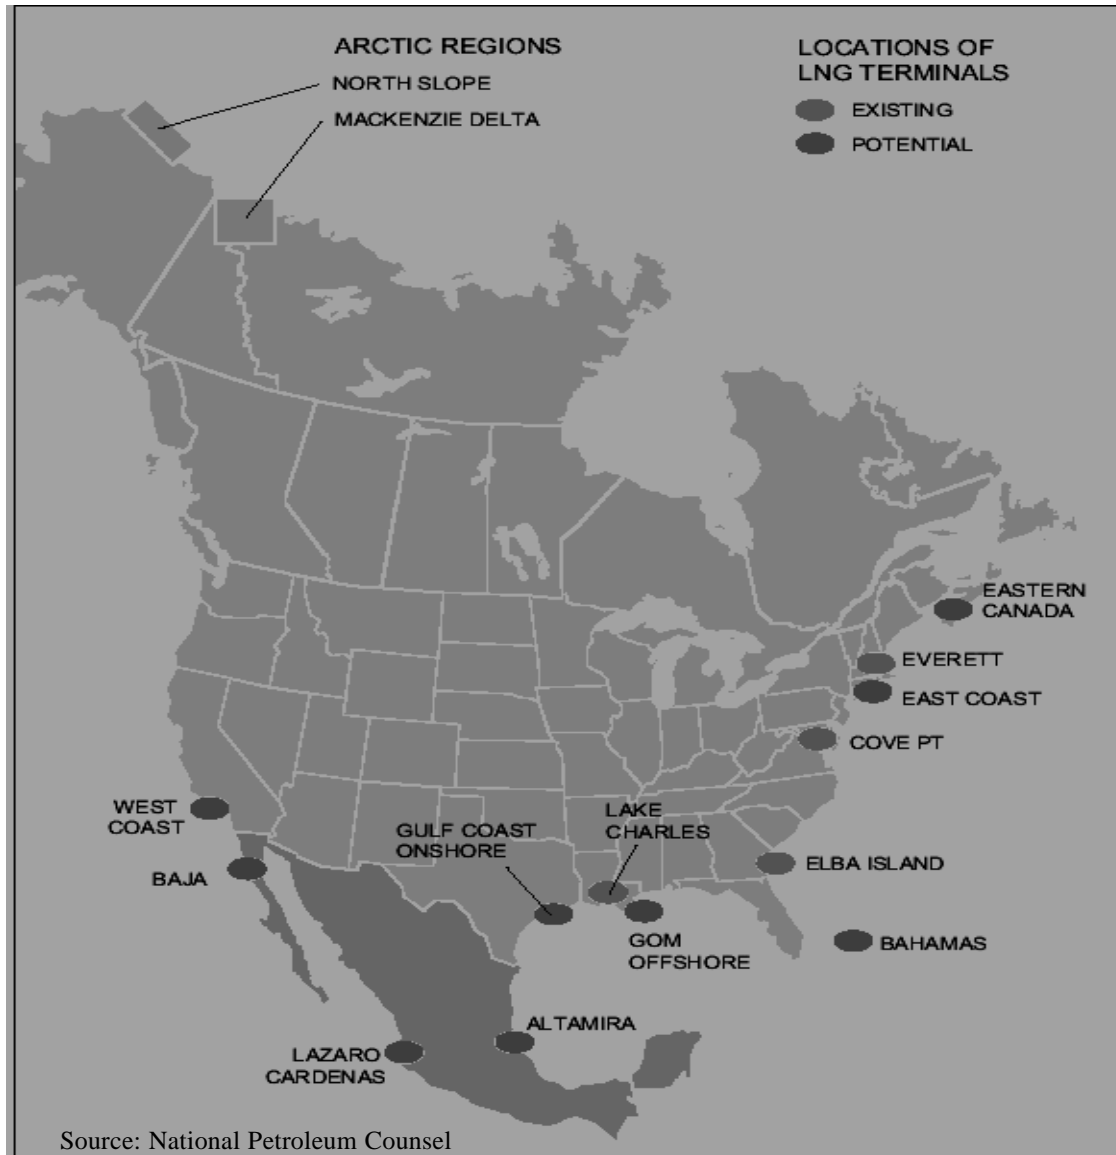 ARCTIC REGIONS
NORTH SLOPE
MACKENZIE DELTA
LOCATIONS OF
LNG TERMINALS
EXISTING
POTENTIAL
EASTERN
CANADA
EVERETT
EAST COAST
COVE PT
WEST
COAST
BAJA
GULF COAST
ONSHORE
LAKE
CHARLES
ELBA ISLAND
GOM
OFFSHORE
BAHAMAS
ALTAMIRA
LAZARO
CARDENAS
Source: National Petroleum Counsel